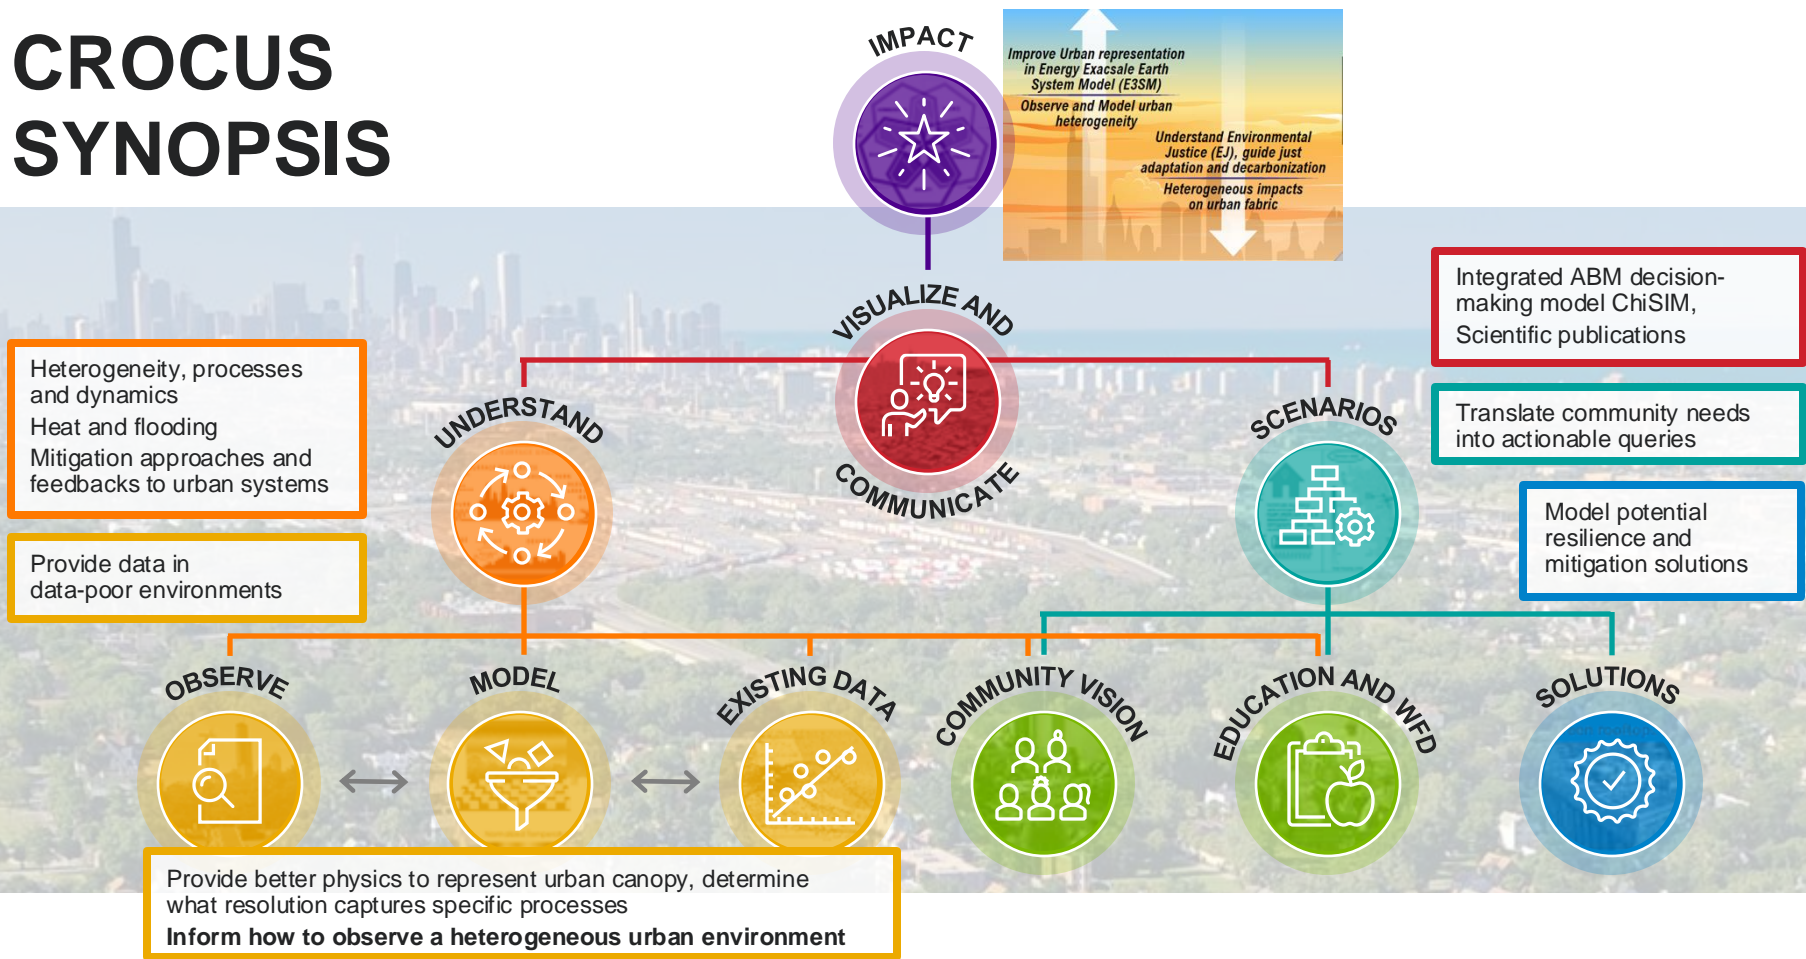 CROCUS
SYNOPSIS
IMPACT
Improve Urban representation
in Energy Exacsale Earth
System Model (E3SM)
Observe and Model urban
heterogeneity
Understand Environmental
Justice (EJ), guide just
adaptation and decarbonization
Heterogeneous impacts
on urban fabric
VISUALIZE AND
COMMUNICATE
Integrated ABM decision-
making model ChiSIM,
Scientific publications
Translate community needs
into actionable queries
Model potential
resilience and
mitigation solutions
Heterogeneity, processes
and dynamics
Heat and flooding
Mitigation approaches and
feedbacks to urban systems
Provide data in
data-poor environments
UNDERSTAND
SCENARIOS
OBSERVE
MODEL
EXISTING DATA
COMMUNITY VISION
EDUCATION AND WFD
SOLUTIONS
Provide better physics to represent urban canopy, determine
what resolution captures specific processes
Inform how to observe a heterogeneous urban environment